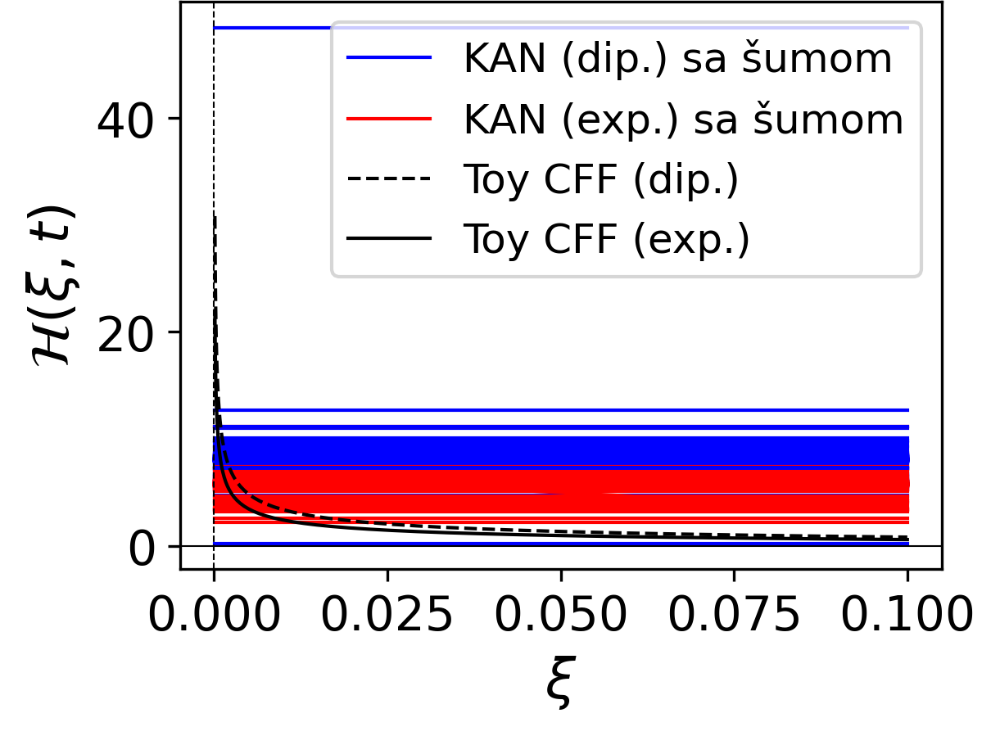 KAN (dip.) sa šumom
KAN (exp.) sa šumom
Toy CFF (dip.)
Toy CFF (exp.)
40
20
0
ℋ(ξ, t)
0.000 0.025 0.050 0.075 0.100
ξ